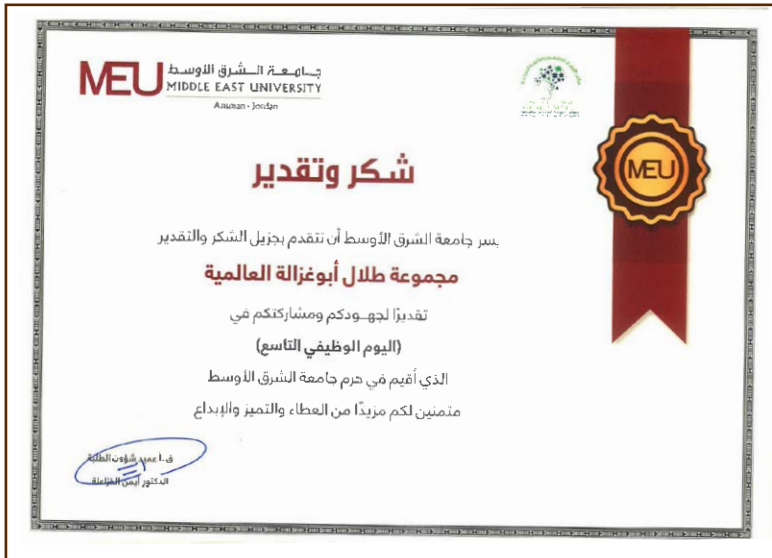 جامعة الشرق الأوسط
MEU MIDDLE EAST UNIVERSITY
Amman - Jordan
MEU
شكر وتقدير
يسر جامعة الشرق الأوسط أن تتقدم بجزيل الشكر والتقدير
مجموعة طلال أبوغزالة العالمية
تقديرًا لجهودكم ومشاركتكم في
(اليوم الوظيفي التاسع)
الذي أقيم في حرم جامعة الشرق الأوسط
متمنين لكم مزيدًا من العطاء والتميز والإبداع
ق.أ عميد شؤون الطلبة
الدكتور أيمن